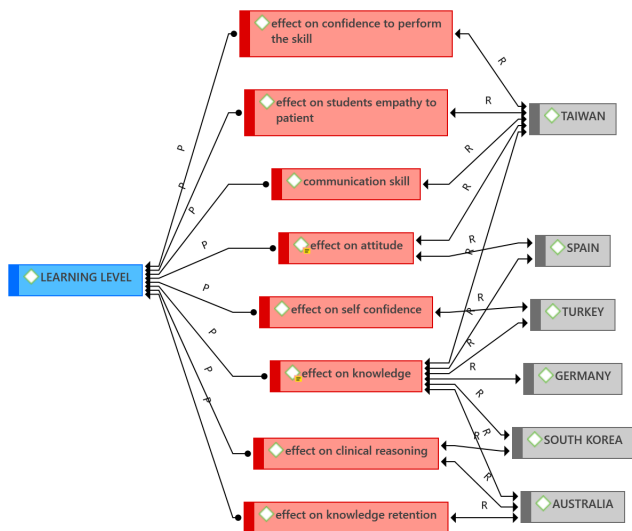 effect on confidence to perform
the skill
R
effect on students empathy to
patient
R
TAIWAN
P
P
communication skill
R
P
R
effect on attitude
R
SPAIN
P
R
LEARNING LEVEL
P
effect on self confidence
R
R
TURKEY
P
R
effect on knowledge
R
GERMANY
P
R
P
R
R
SOUTH KOREA
effect on clinical reasoning
R
AUSTRALIA
effect on knowledge retention
R